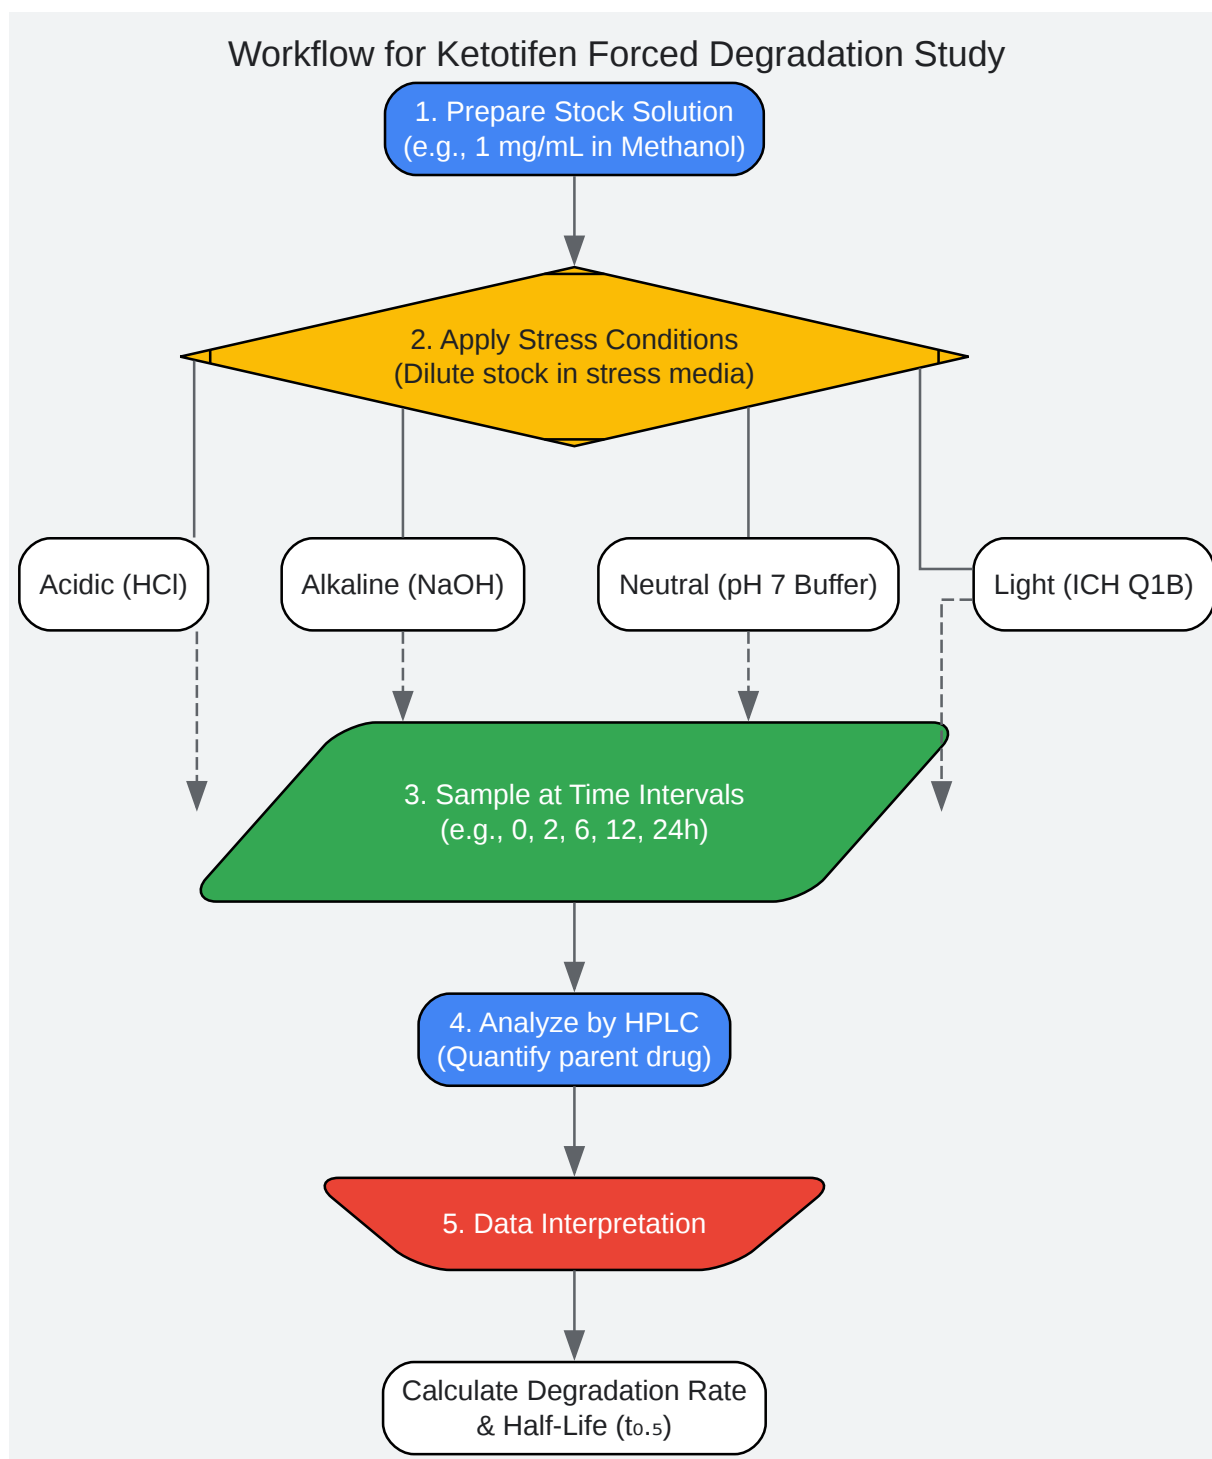 Workflow for Ketotifen Forced Degradation Study
1. Prepare Stock Solution
(e.g., 1 mg/mL in Methanol)
2. Apply Stress Conditions
(Dilute stock in stress media)
Acidic (HCl)
Alkaline (NaOH)
Neutral (pH 7 Buffer)
Light (ICH Q1B)
3. Sample at Time Intervals
(e.g., 0, 2, 6, 12, 24h)
4. Analyze by HPLC
(Quantify parent drug)
5. Data Interpretation
Calculate Degradation Rate
& Half-Life (t₀.₅)